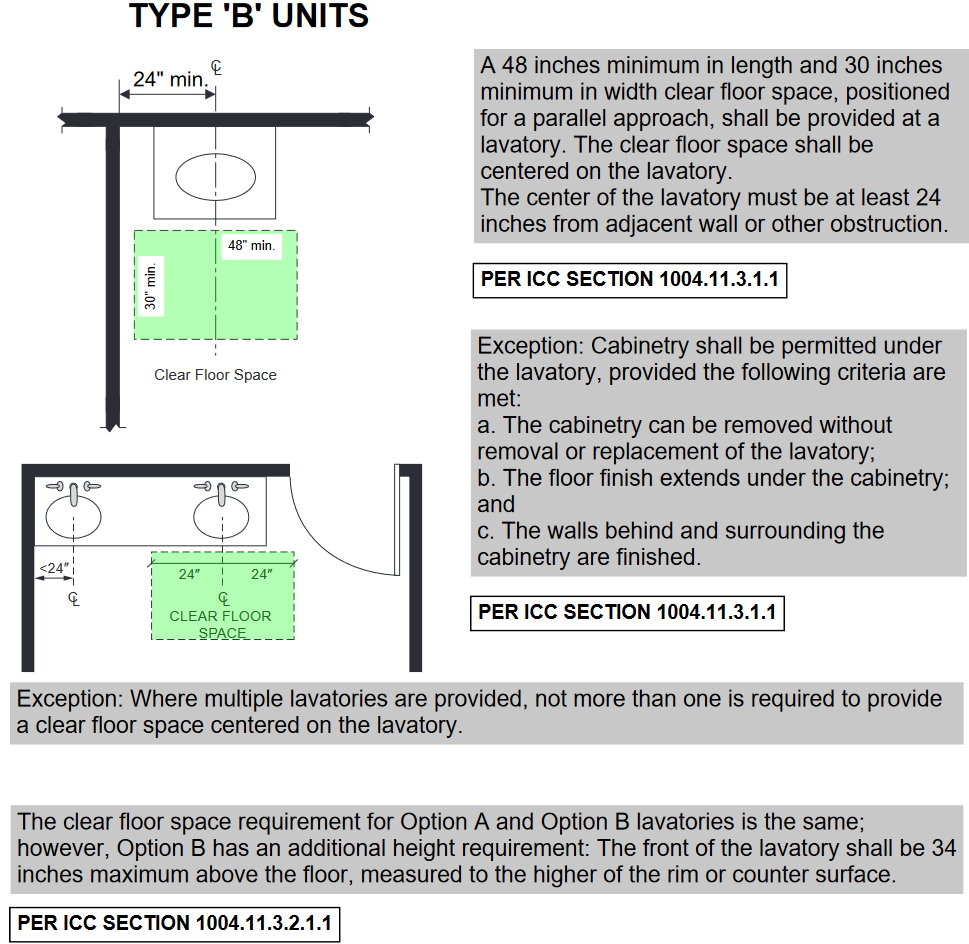 TYPE 'B' UNITS
24" min.
℄
48" min.
30" min.
Clear Floor Space
A 48 inches minimum in length and 30 inches
minimum in width clear floor space, positioned
for a parallel approach, shall be provided at a
lavatory. The clear floor space shall be
centered on the lavatory.
The center of the lavatory must be at least 24
inches from adjacent wall or other obstruction.
PER ICC SECTION 1004.11.3.1.1
Exception: Cabinetry shall be permitted under
the lavatory, provided the following criteria are
met:
a. The cabinetry can be removed without
removal or replacement of the lavatory;
b. The floor finish extends under the cabinetry;
and
c. The walls behind and surrounding the
cabinetry are finished.
PER ICC SECTION 1004.11.3.1.1
<24"
℄
24"
24"
℄
CLEAR FLOOR
SPACE
Exception: Where multiple lavatories are provided, not more than one is required to provide
a clear floor space centered on the lavatory.
The clear floor space requirement for Option A and Option B lavatories is the same;
however, Option B has an additional height requirement: The front of the lavatory shall be 34
inches maximum above the floor, measured to the higher of the rim or counter surface.
PER ICC SECTION 1004.11.3.2.1.1